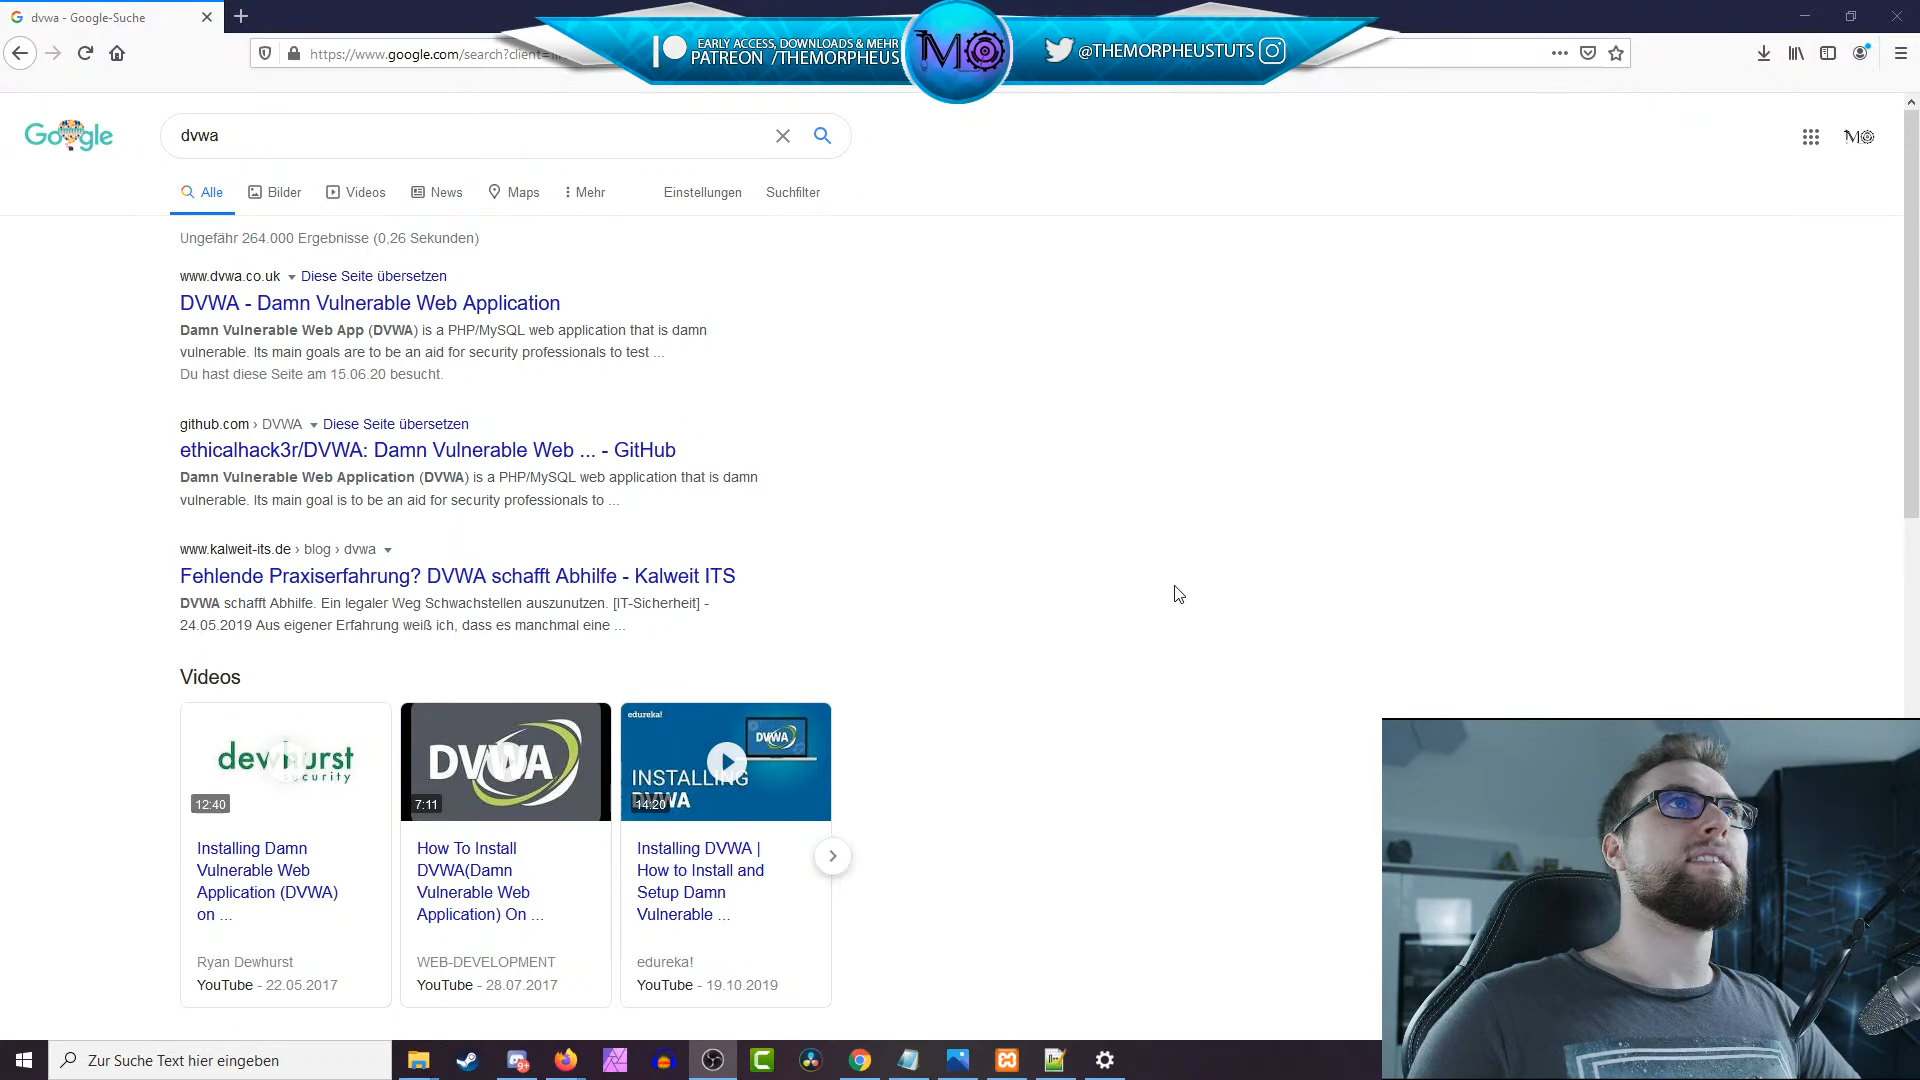 dvwa - Google-Suche
https://www.google.com/search?client=
EARLY ACCESS, DOWNLOADS & MEHR
PATREON /THEMORPHEUS
MO
@THEMORPHEUSTUTS
Google
dvwa
MO
Alle
Bilder
Videos
News
Maps
Mehr
Einstellungen
Suchfilter
Ungefähr 264.000 Ergebnisse (0,26 Sekunden)
www.dvwa.co.uk Diese Seite übersetzen
DVWA - Damn Vulnerable Web Application
Damn Vulnerable Web App (DVWA) is a PHP/MySQL web application that is damn
vulnerable. Its main goals are to be an aid for security professionals to test ...
Du hast diese Seite am 15.06.20 besucht.
github.com › DVWA Diese Seite übersetzen
ethicalhack3r/DVWA: Damn Vulnerable Web ... - GitHub
Damn Vulnerable Web Application (DVWA) is a PHP/MySQL web application that is damn
vulnerable. Its main goal is to be an aid for security professionals to ...
www.kalweit-its.de › blog › dvwa
Fehlende Praxiserfahrung? DVWA schafft Abhilfe - Kalweit ITS
DVWA schafft Abhilfe. Ein legaler Weg Schwachstellen auszunutzen. [IT-Sicherheit] -
24.05.2019 Aus eigener Erfahrung weiß ich, dass es manchmal eine ...
Videos
dewhurst
security
12:40
Installing Damn
Vulnerable Web
Application (DVWA)
on ...
Ryan Dewhurst
YouTube - 22.05.2017
DVWA
7:11
How To Install
DVWA(Damn
Vulnerable Web
Application) On ...
WEB-DEVELOPMENT
YouTube - 28.07.2017
edureka!
DVWA
INSTALLING
DVWA
14:20
Installing DVWA |
How to Install and
Setup Damn
Vulnerable ...
edureka!
YouTube - 19.10.2019
Zur Suche Text hier eingeben
9+